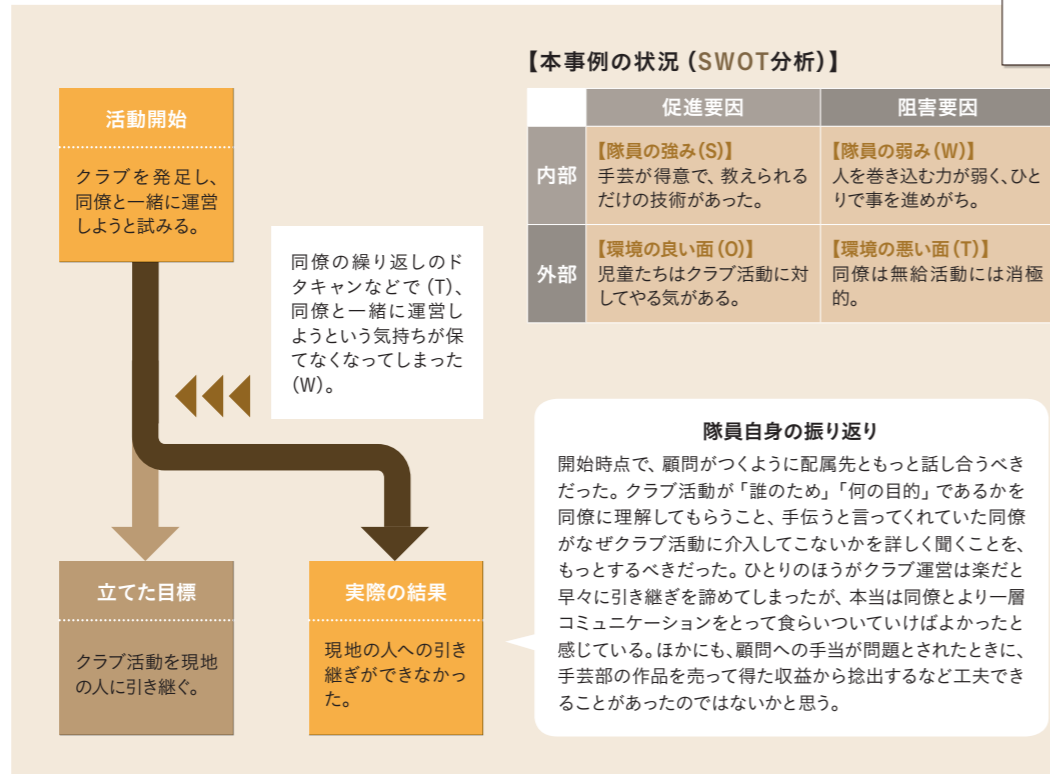 【本事例の状況（SWOT分析）】
促進要因
阻害要因
内部
【隊員の強み（S）】
手芸が得意で、教えられる
だけの技術があった。
【隊員の弱み（W）】
人を巻き込む力が弱く、ひと
りで事を進めがち。
外部
【環境の良い面（O）】
児童たちはクラブ活動に対
してやる気がある。
【環境の悪い面（T）】
同僚は無給活動には消極
的。
活動開始
クラブを発足し、
同僚と一緒に運営
しようと試みる。
同僚の繰り返しのド
タキャンなどで（T）、
同僚と一緒に運営し
ようという気持ちが保
てなくなってしまった
（W）。
立てた目標
クラブ活動を現地
の人に引き継ぐ。
実際の結果
現地の人への引き
継ぎができなかっ
た。
隊員自身の振り返り
開始時点で、顧問がつくように配属先ともっと話し合うべき
だった。クラブ活動が「誰のため」「何の目的」であるかを
同僚に理解してもらうこと、手伝うと言ってくれていた同僚
がなぜクラブ活動に介入してこないかを詳しく聞くことを、
もっとするべきだった。ひとりのほうがクラブ運営は楽だと
早々に引き継ぎを諦めてしまったが、本当は同僚とより一層
コミュニケーションをとって食らいついていけばよかったと
感じている。ほかにも、顧問への手当が問題とされたときに、
手芸部の作品を売って得た収益から捻出するなど工夫でき
ることがあったのではないかと思う。